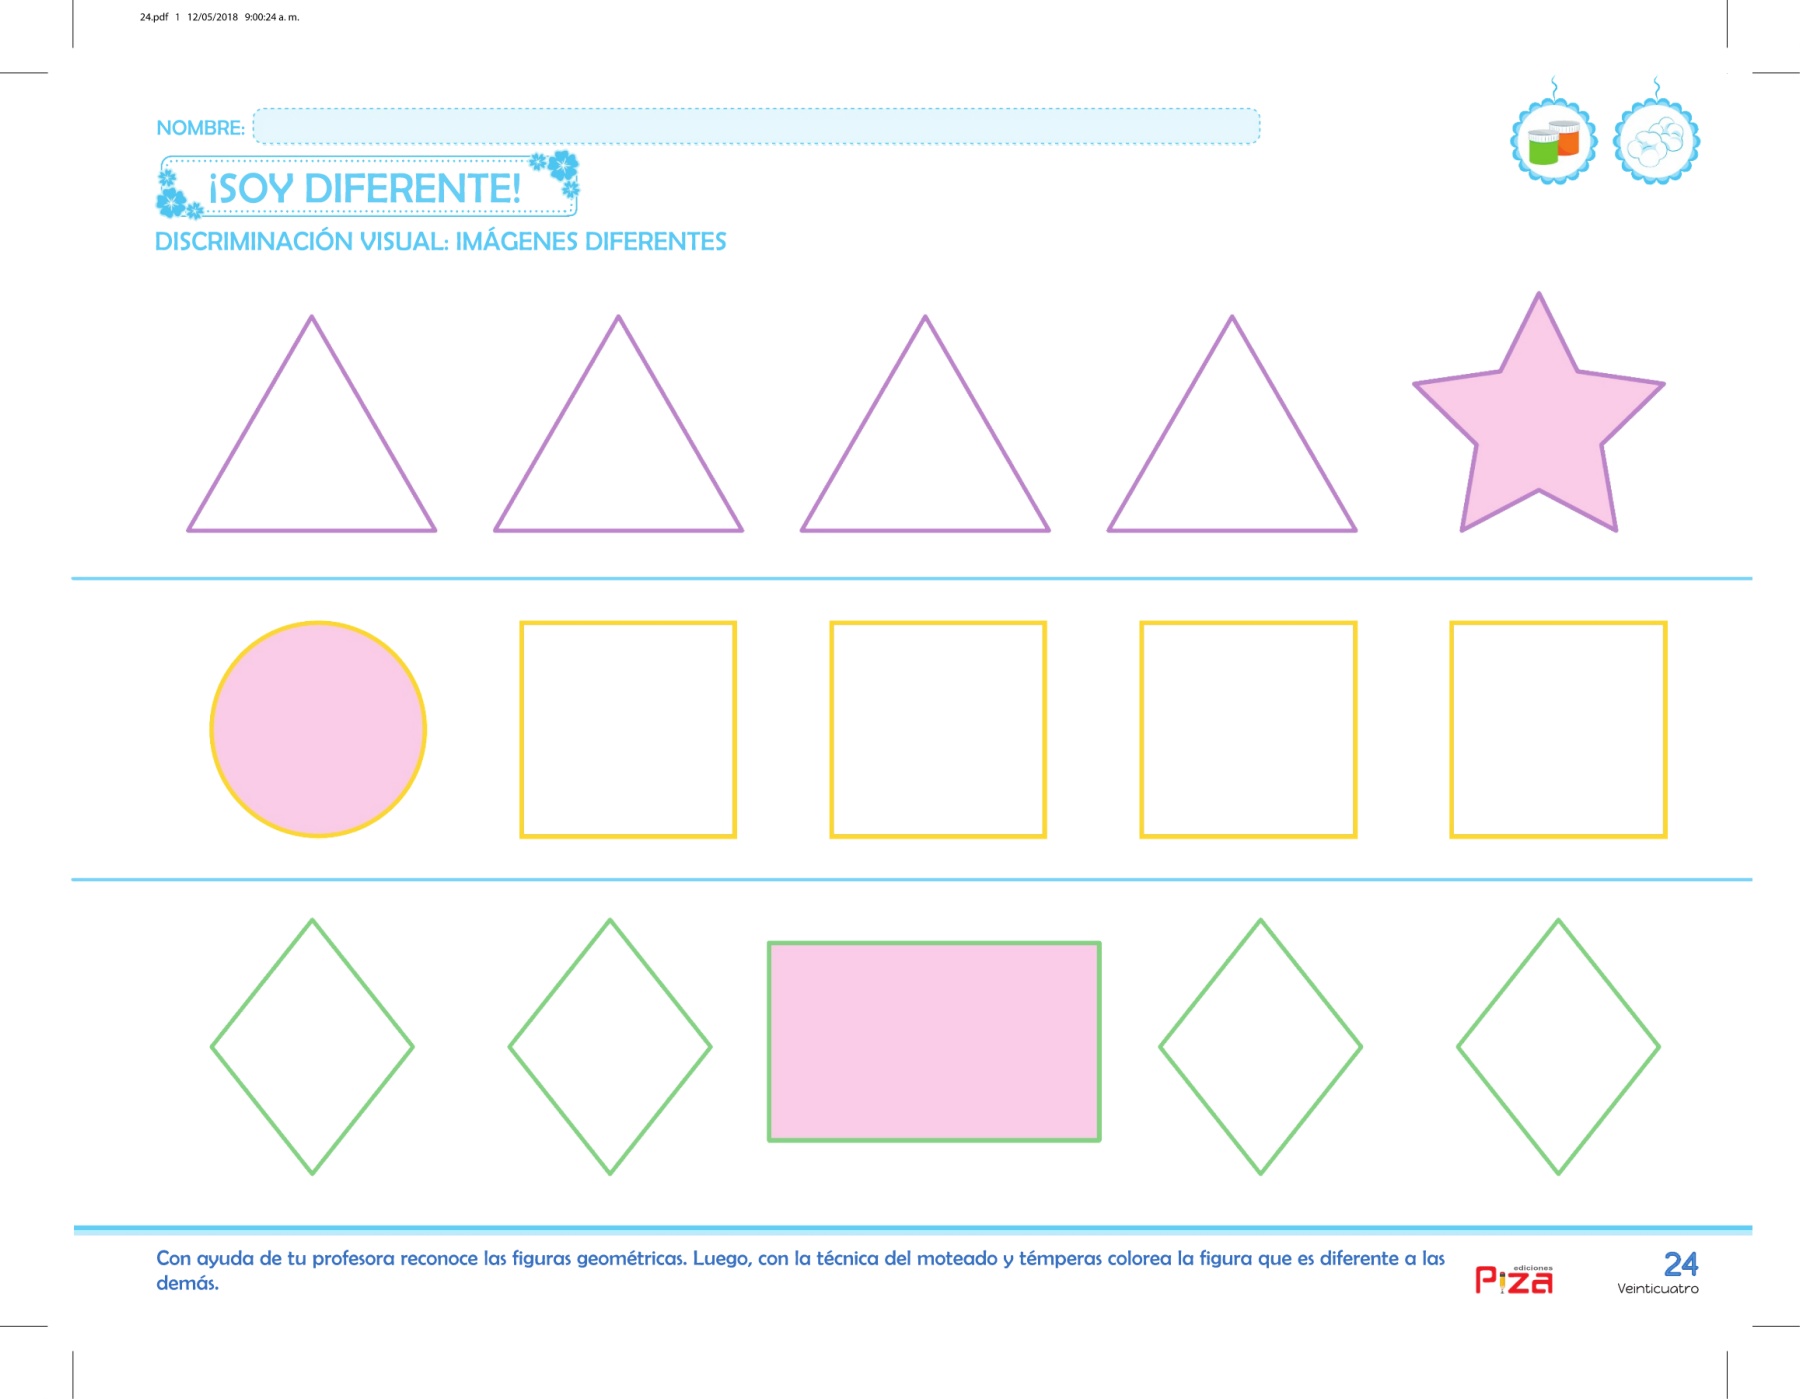 24.pdf 1 12/05/2018 9:00:24 a. m.
NOMBRE:
¡SOY DIFERENTE!
DISCRIMINACIÓN VISUAL: IMÁGENES DIFERENTES
Con ayuda de tu profesora reconoce las figuras geométricas. Luego, con la técnica del moteado y témperas colorea la figura que es diferente a las
demás.
ediciones
Piza
24
Veinticuatro